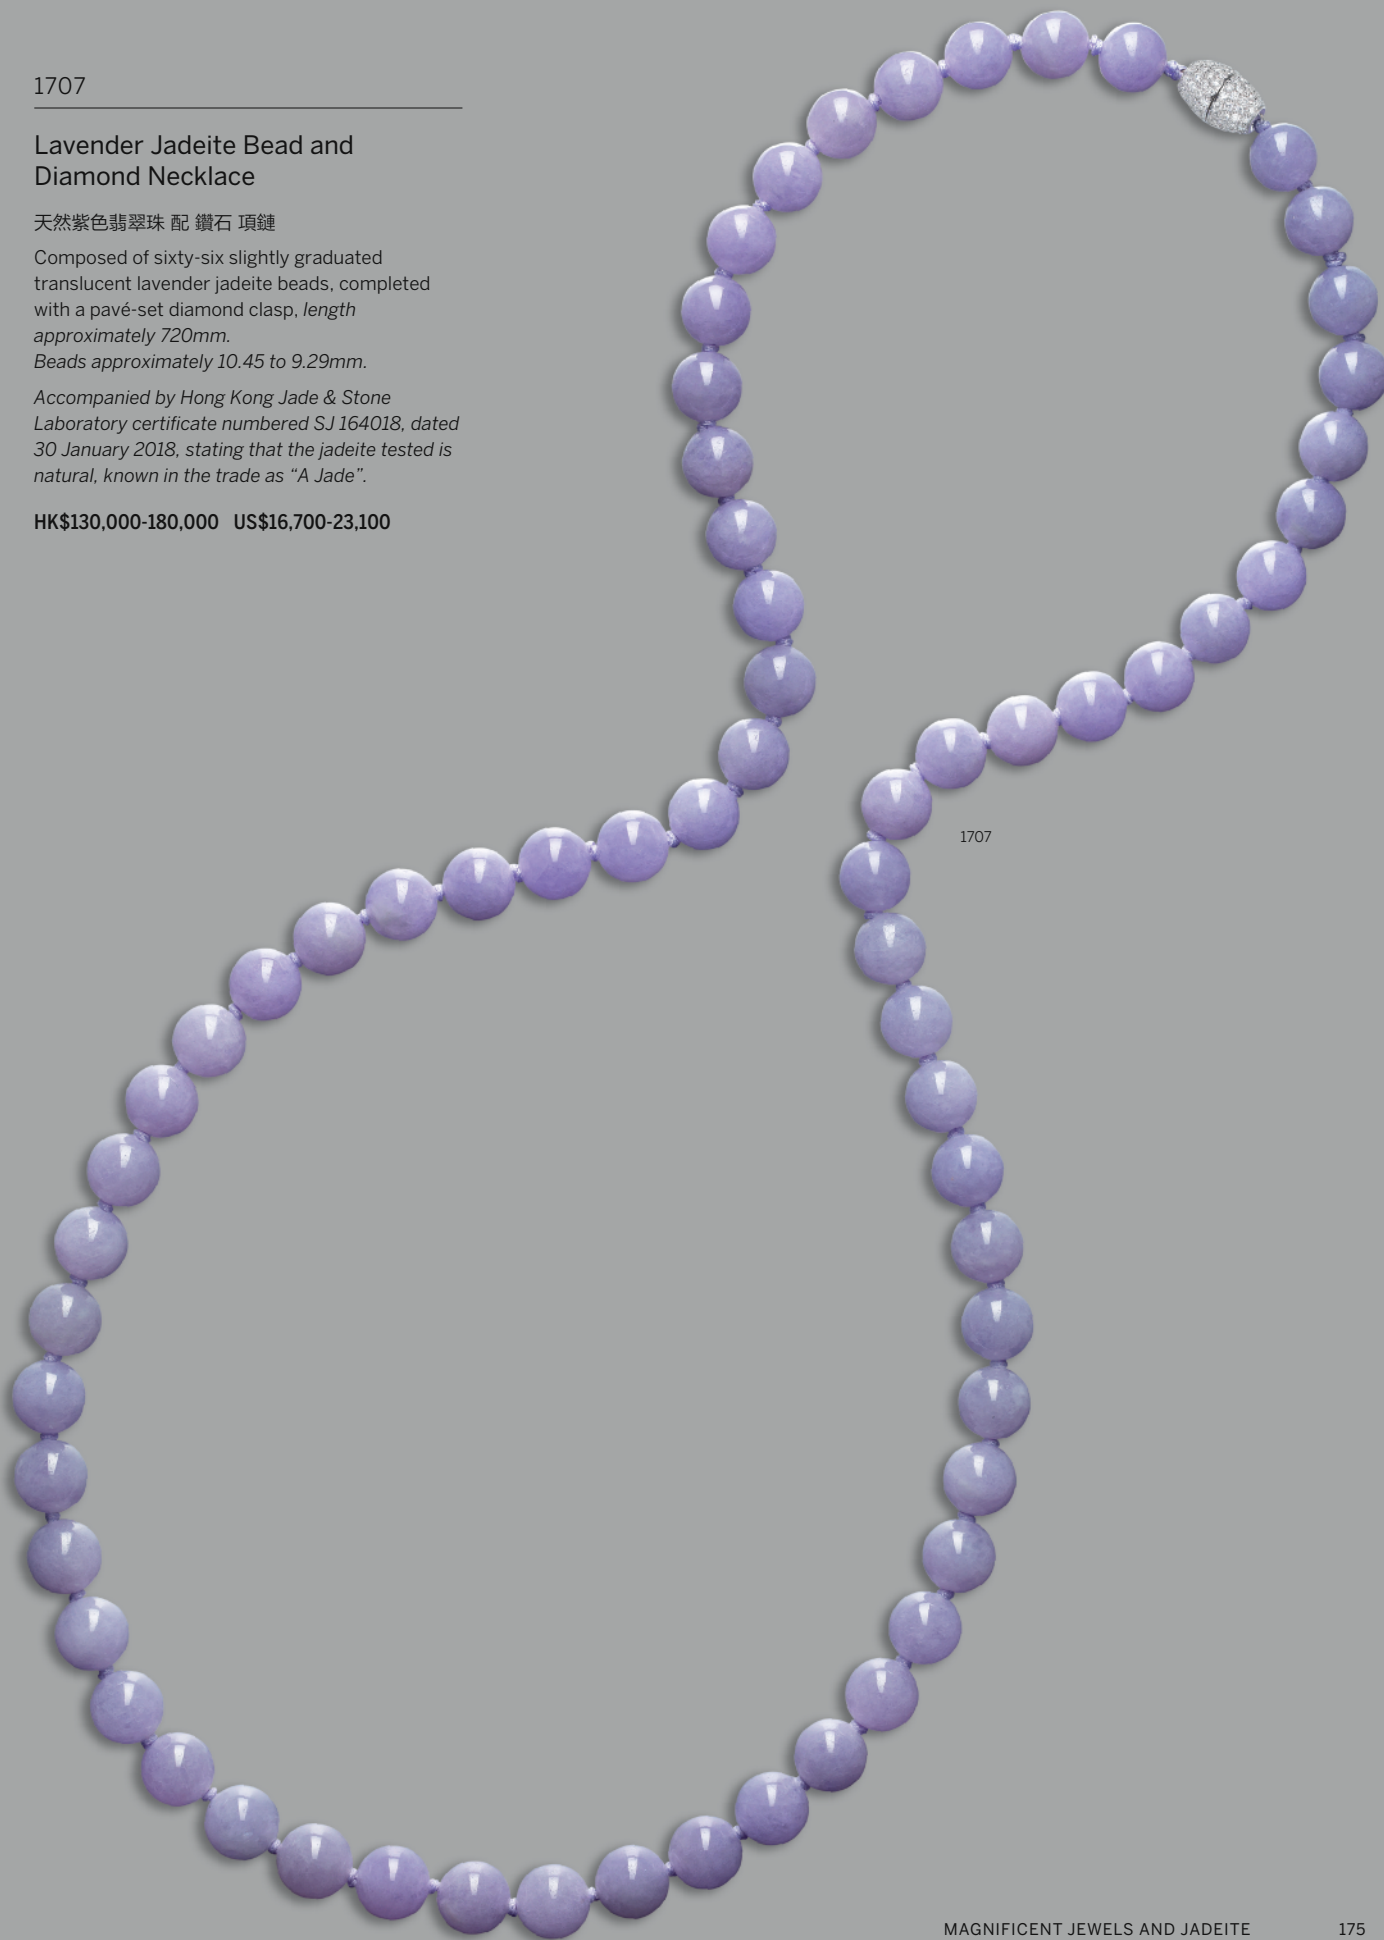 1707
Lavender Jadeite Bead and
Diamond Necklace
天然紫色翡翠珠 配 鑽石 項鏈
Composed of sixty-six slightly graduated
translucent lavender jadeite beads, completed
with a pavé-set diamond clasp, length
approximately 720mm.
Beads approximately 10.45 to 9.29mm.
Accompanied by Hong Kong Jade & Stone
Laboratory certificate numbered SJ 164018, dated
30 January 2018, stating that the jadeite tested is
natural, known in the trade as “A Jade”.
HK$130,000-180,000 US$16,700-23,100
1707
MAGNIFICENT JEWELS AND JADEITE 175